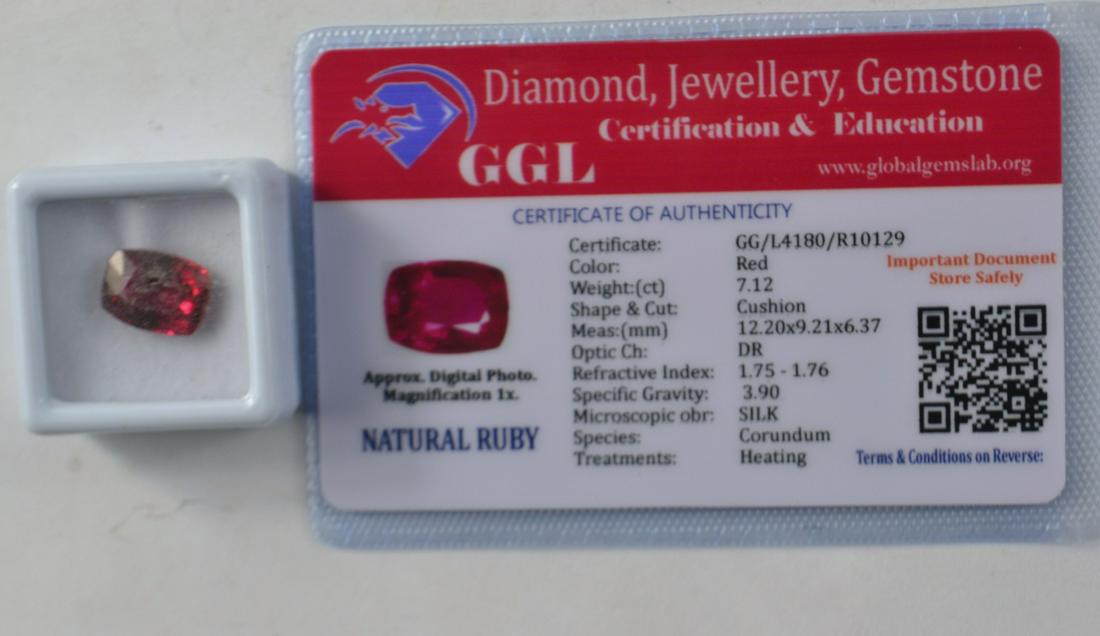 Diamond, Jewellery, Gemstone
Certification & Education
GGL
www.globalgemslab.org
CERTIFICATE OF AUTHENTICITY
Certificate: GG/L4180/R10129
Color: Red
Weight:(ct) 7.12
Shape & Cut: Cushion
Meas:(mm) 12.20x9.21x6.37
Optic Ch: DR
Refractive Index: 1.75 - 1.76
Specific Gravity: 3.90
Microscopic obr: SILK
Species: Corundum
Treatments: Heating
Approx. Digital Photo.
Magnification 1x.
NATURAL RUBY
Important Document
Store Safely
Terms & Conditions on Reverse: